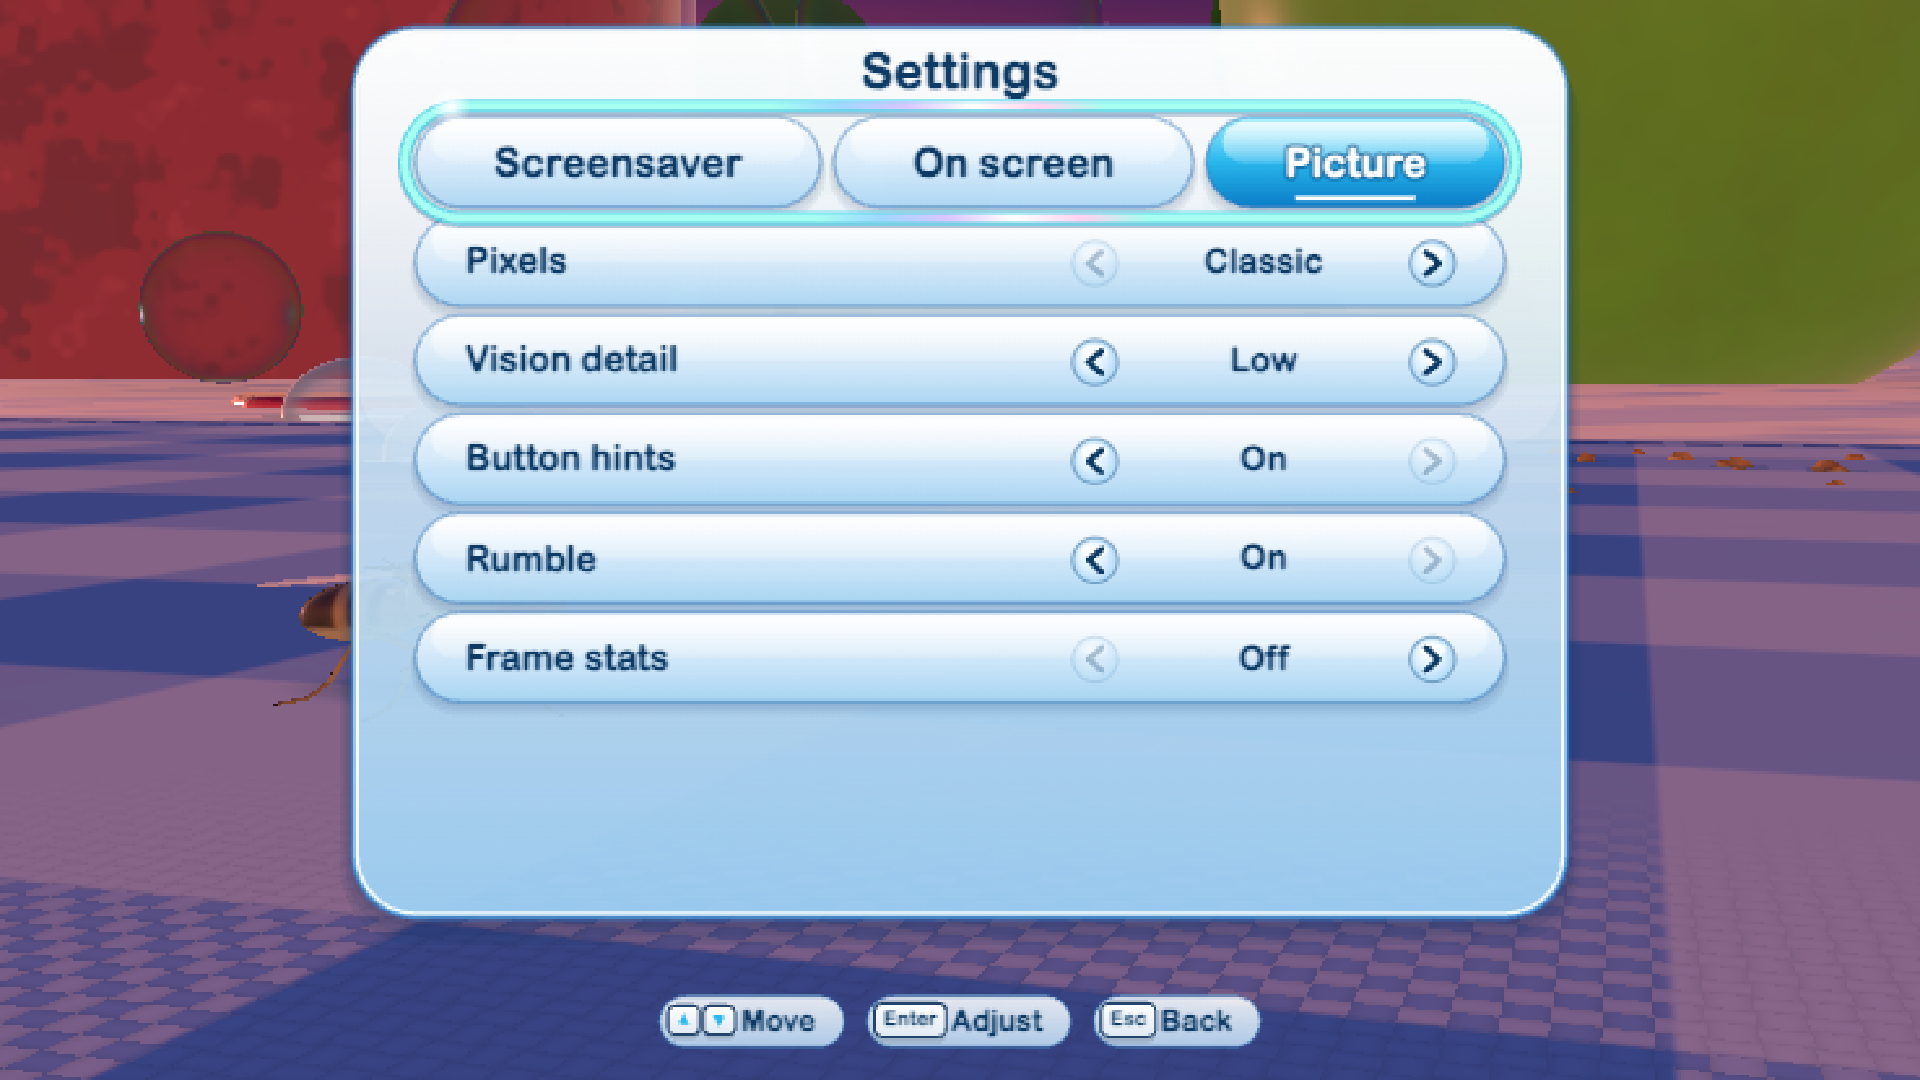 Settings
Screensaver On screen Picture
Pixels Classic
Vision detail Low
Button hints On
Rumble On
Frame stats Off
Move Enter Adjust Esc Back